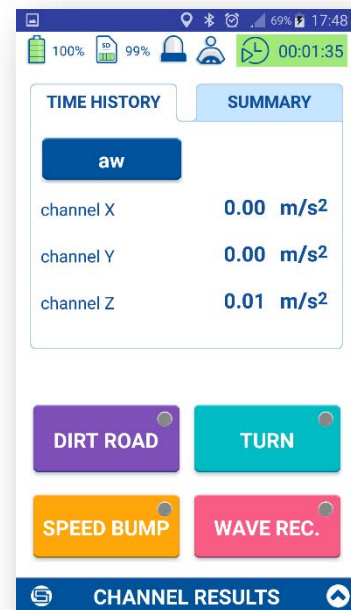 69% 17:48
100% SD 99% 00:01:35
TIME HISTORY SUMMARY
aw
channel X 0.00 m/s2
channel Y 0.00 m/s2
channel Z 0.01 m/s2
DIRT ROAD TURN
SPEED BUMP WAVE REC.
CHANNEL RESULTS